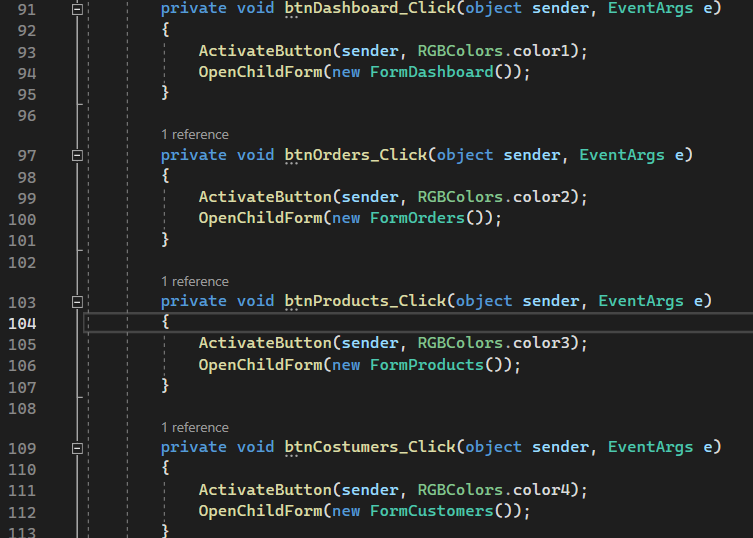 91 private void btnDashboard_Click(object sender, EventArgs e)
92 {
93 ActivateButton(sender, RGBColors.color1);
94 OpenChildForm(new FormDashboard());
95 }
96
1 reference
97 private void btnOrders_Click(object sender, EventArgs e)
98 {
99 ActivateButton(sender, RGBColors.color2);
100 OpenChildForm(new FormOrders());
101 }
102
1 reference
103 private void btnProducts_Click(object sender, EventArgs e)
104 {
105 ActivateButton(sender, RGBColors.color3);
106 OpenChildForm(new FormProducts());
107 }
108
1 reference
109 private void btnCostumers_Click(object sender, EventArgs e)
110 {
111 ActivateButton(sender, RGBColors.color4);
112 OpenChildForm(new FormCustomers());
113 }